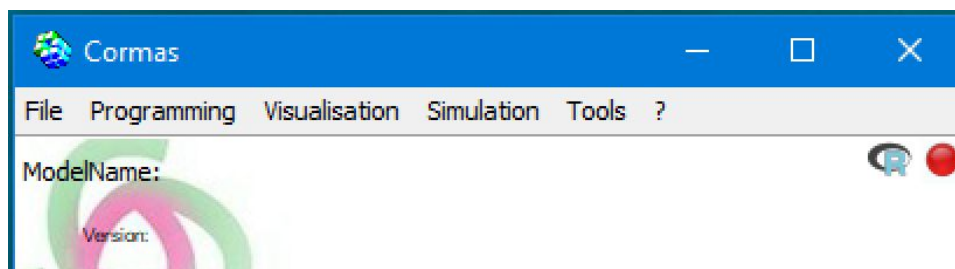 Cormas
File Programming Visualisation Simulation Tools ?
ModelName:
R
Version: